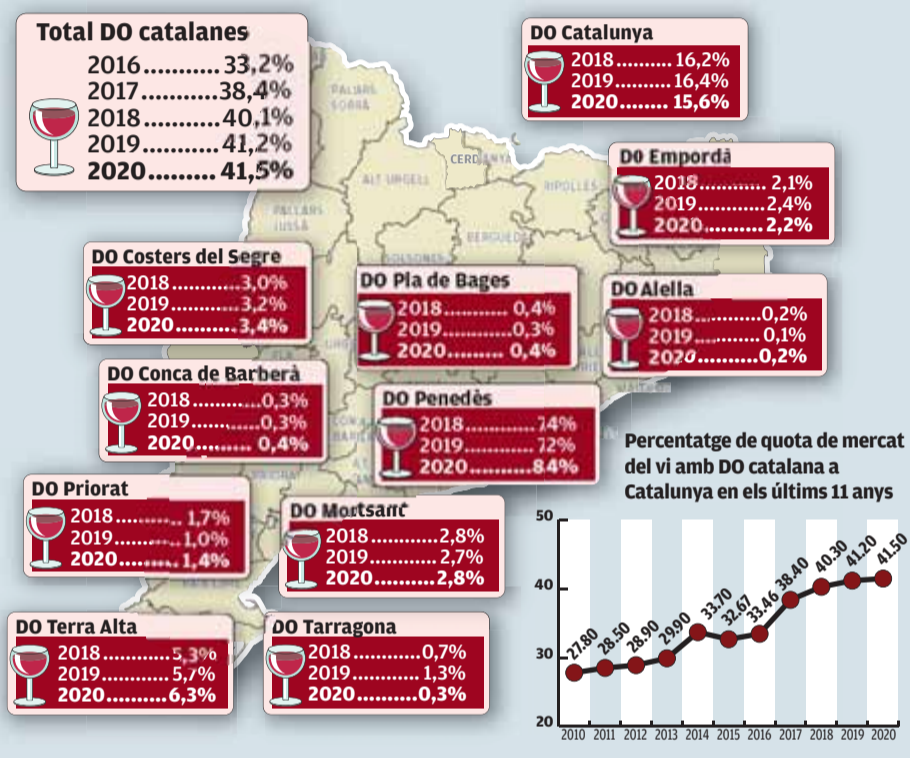 Total DO catalanes
2016........... 33,2%
2017...........38,4%
2018...........40,1%
2019...........41,2%
2020.......... 41,5%
DO Catalunya
2018.......... 16,2%
2019...........16,4%
2020........ 15,6%
PALLARS
SOBRÀ
CERDANYA
ALT URGELL
RIPOLLÈS
PALLARS
JUSSÀ
BERGUEDÀ
SOLSONÈS
DO Empordà
2018............ 2,1%
2019............2,4%
2020............2,2%
DO Costers del Segre
2018............3,0%
2019............3,2%
2020...........3,4%
DO Pla de Bages
2018............ 0,4%
2019............0,3%
2020.......... 0,4%
DO Alella
2018............0,2%
2019............0,1%
2020...........0,2%
DO Conca de Barberà
2018............0,3%
2019............0,3%
2020.......... 0,4%
DO Penedès
2018............. 7,4%
2019............. 7,2%
2020............8,4%
DO Priorat
2018............ 1,7%
2019............1,0%
2020...........1,4%
PRIORAT
DO Montsant
2018............2,8%
2019............2,7%
2020...........2,8%
DO Terra Alta
2018............5,3%
2019............5,7%
2020...........6,3%
DO Tarragona
2018............0,7%
2019............1,3%
2020..........0,3%
Percentatge de quota de mercat
del vi amb DO catalana a
Catalunya en els últims 11 anys
50
40
30
20
27.80 28.50 28.90 29.90 33.70 32.67 33.46 38.40 40.30 41.20 41.50
2010 2011 2012 2013 2014 2015 2016 2017 2018 2019 2020